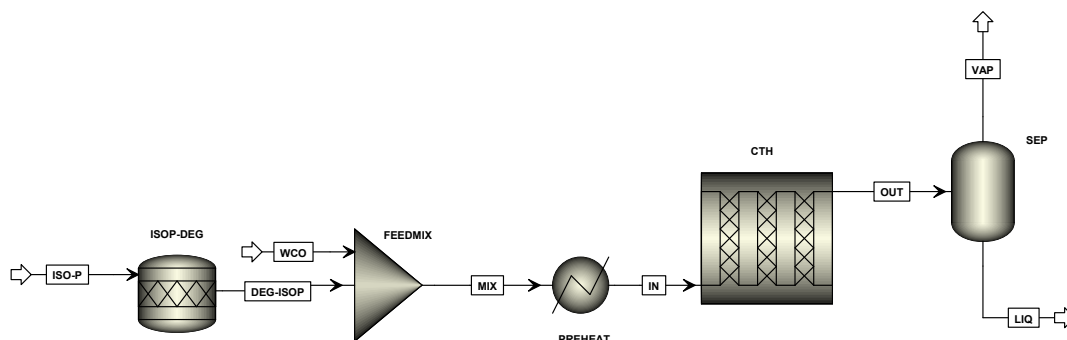 VAP
SEP
CTH
OUT
ISOP-DEG
FEEDMIX
WCO
ISO-P
DEG-ISOP
MIX
IN
LIQ
PREHEAT